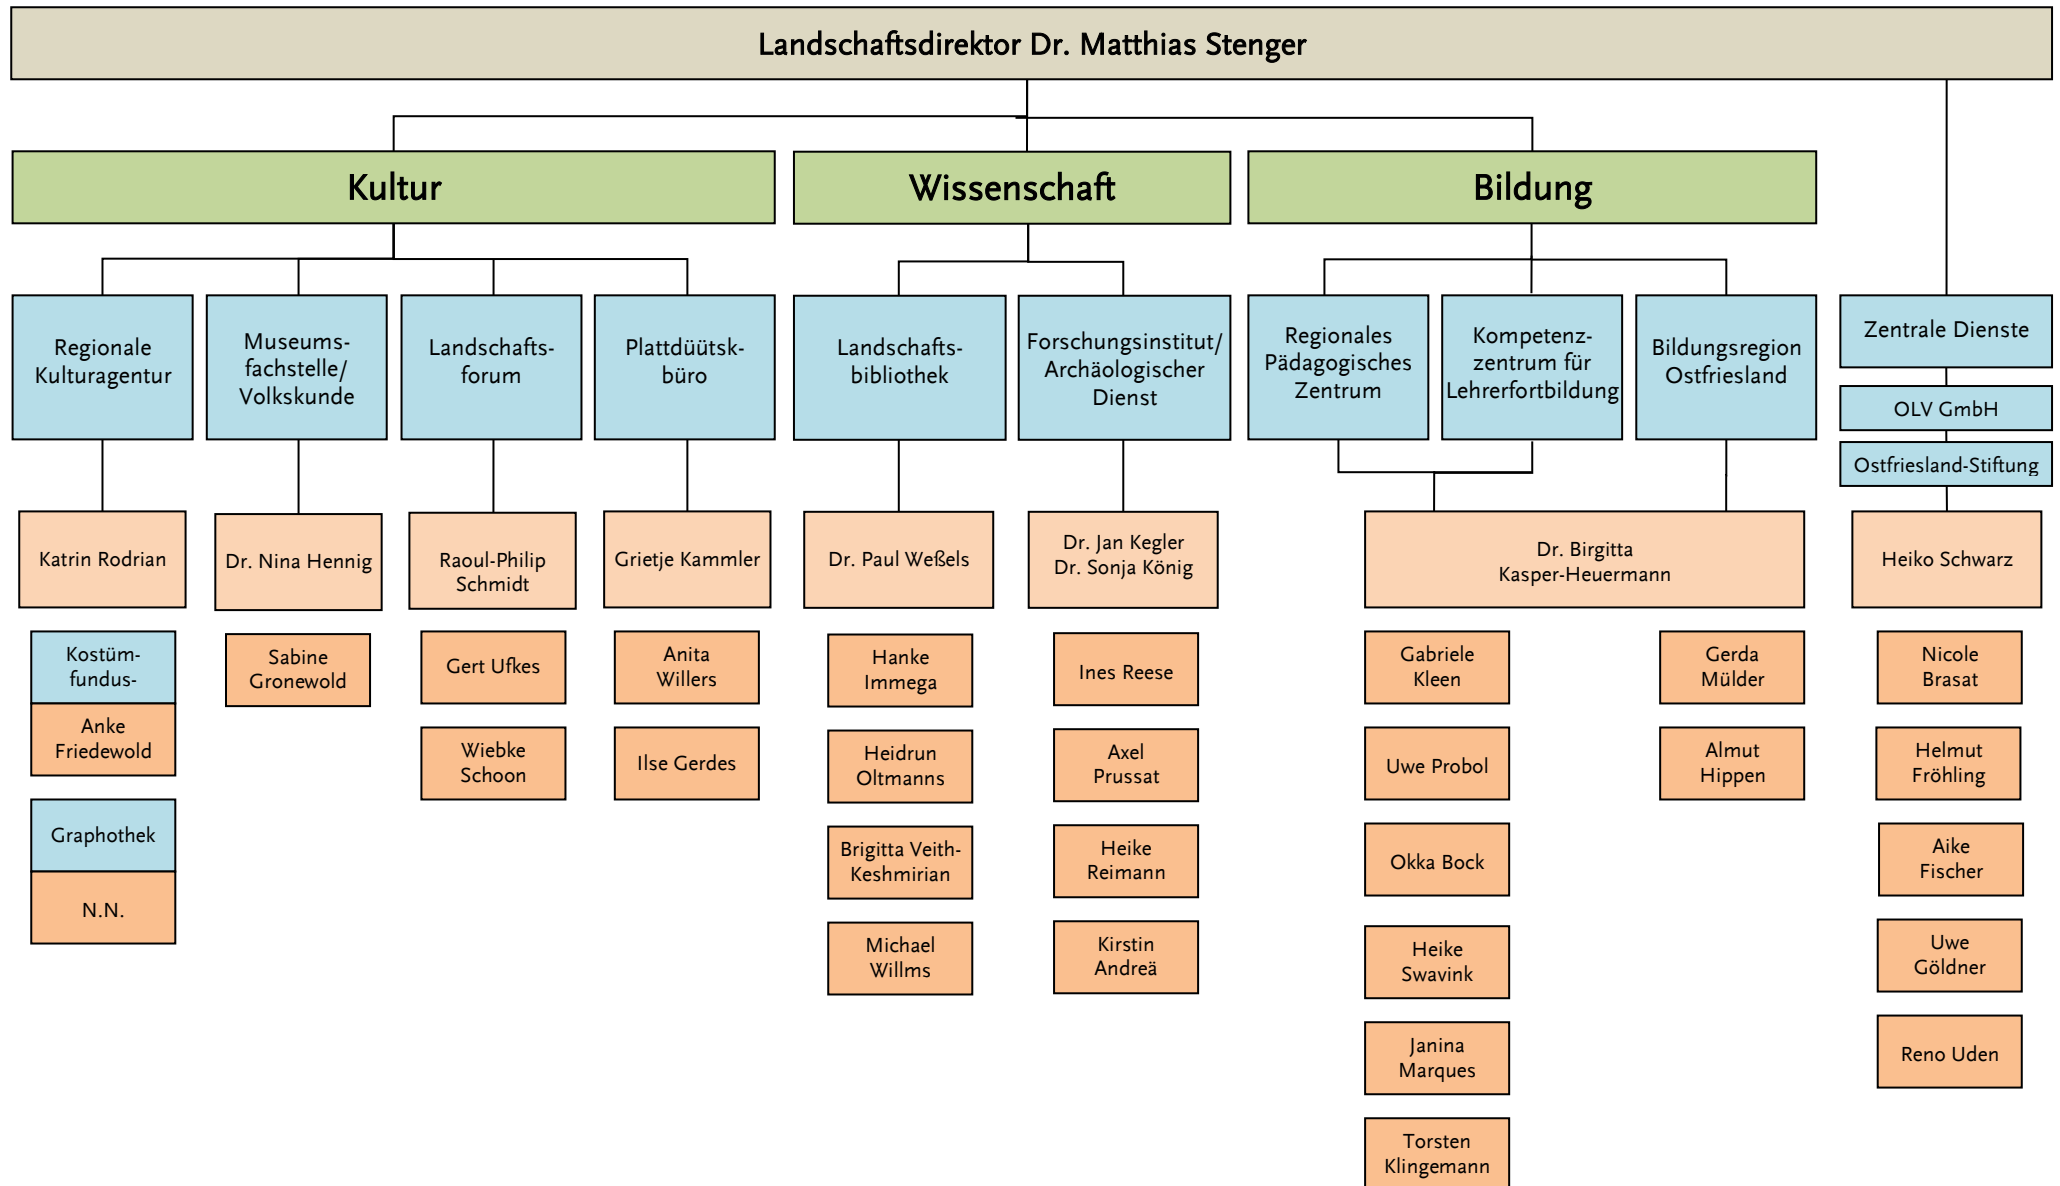 Landschaftsdirektor Dr. Matthias Stenger
Kultur
Wissenschaft
Bildung
Regionale
Kulturagentur
Museums-
fachstelle/
Volkskunde
Landschafts-
forum
Plattdüütsk-
büro
Landschafts-
bibliothek
Forschungsinstitut/
Archäologischer
Dienst
Regionales
Pädagogisches
Zentrum
Kompetenz-
zentrum für
Lehrerfortbildung
Bildungsregion
Ostfriesland
Zentrale Dienste
OLV GmbH
Ostfriesland-Stiftung
Katrin Rodrian
Dr. Nina Hennig
Raoul-Philip
Schmidt
Grietje Kammler
Dr. Paul Weßels
Dr. Jan Kegler
Dr. Sonja König
Dr. Birgitta
Kasper-Heuermann
Heiko Schwarz
Kostüm-
fundus-
Anke
Friedewold
Graphothek
N.N.
Sabine
Gronewold
Gert Ufkes
Wiebke
Schoon
Anita
Willers
Ilse Gerdes
Hanke
Immega
Heidrun
Oltmanns
Brigitta Veith-
Keshmirian
Michael
Willms
Ines Reese
Axel
Prussat
Heike
Reimann
Kirstin
Andreä
Gabriele
Kleen
Uwe Probol
Okka Bock
Heike
Swavink
Janina
Marques
Torsten
Klingemann
Gerda
Mülder
Almut
Hippen
Nicole
Brasat
Helmut
Fröhling
Aike
Fischer
Uwe
Göldner
Reno Uden